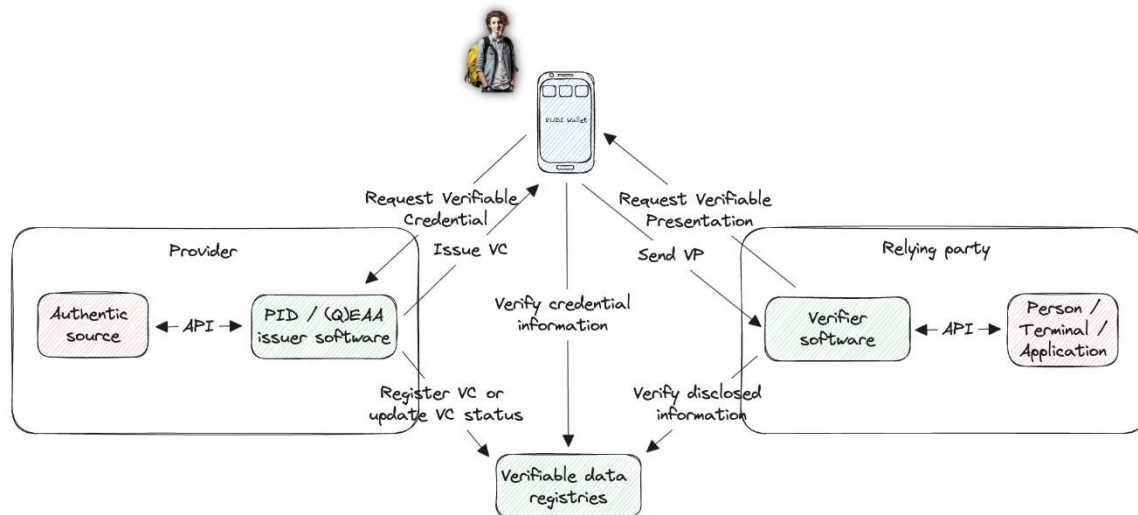 EUDI Wallet
Request Verifiable
Credential
Request Verifiable
Presentation
Provider
Issue VC
Send VP
Relying party
Authentic
source
API
PID / (Q)EAA
issuer software
Verify credential
information
Verifier
software
API
Person /
Terminal /
Application
Register VC or
update VC status
Verify disclosed
information
Verifiable data
registries